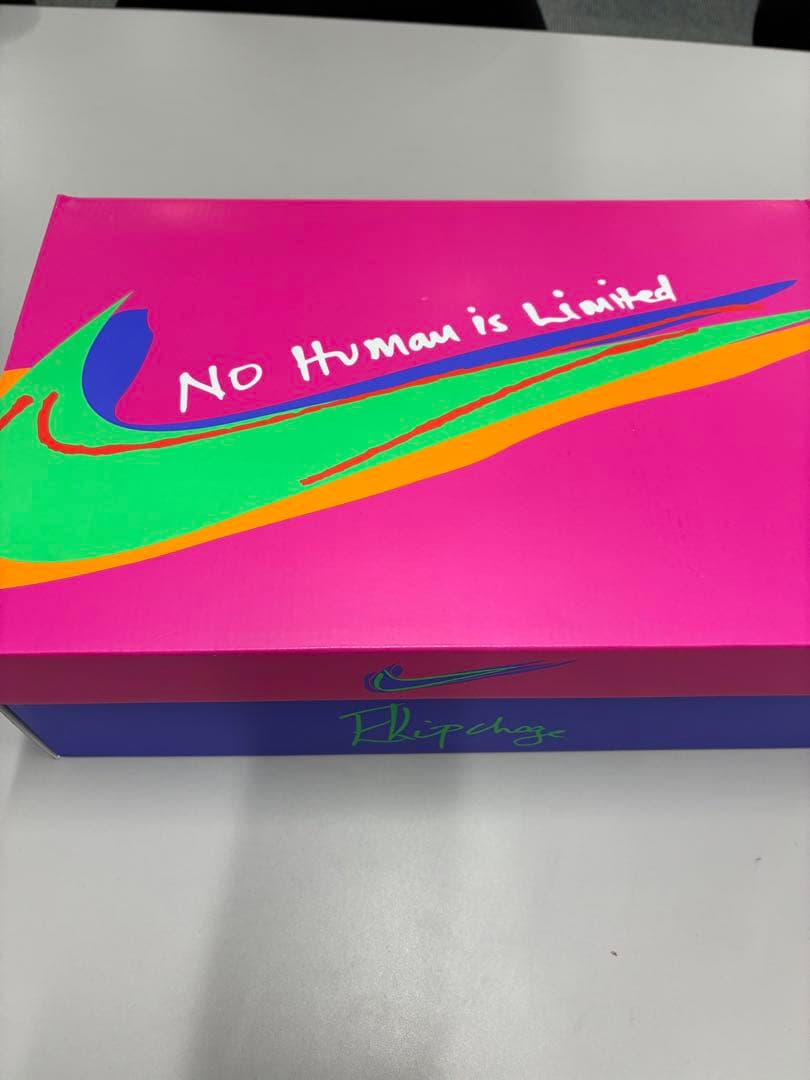 No Human is Limited
EKipchoge